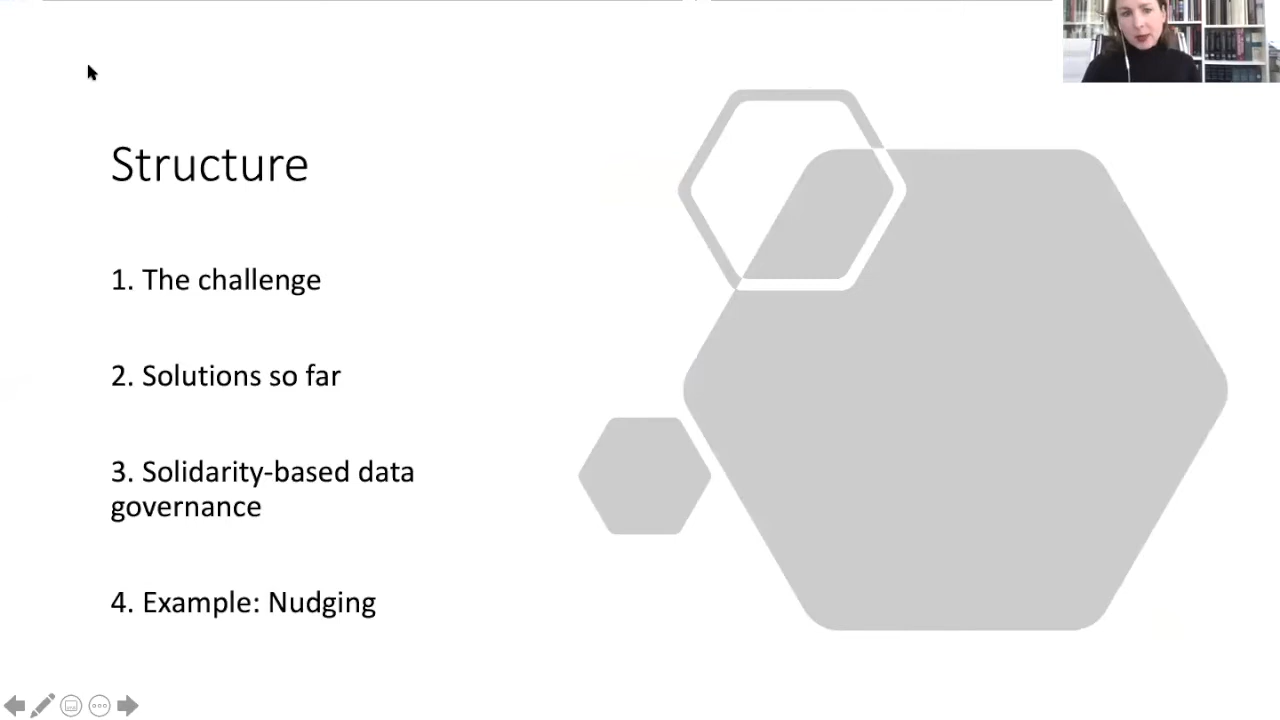 Structure
1. The challenge
2. Solutions so far
3. Solidarity-based data
governance
4. Example: Nudging